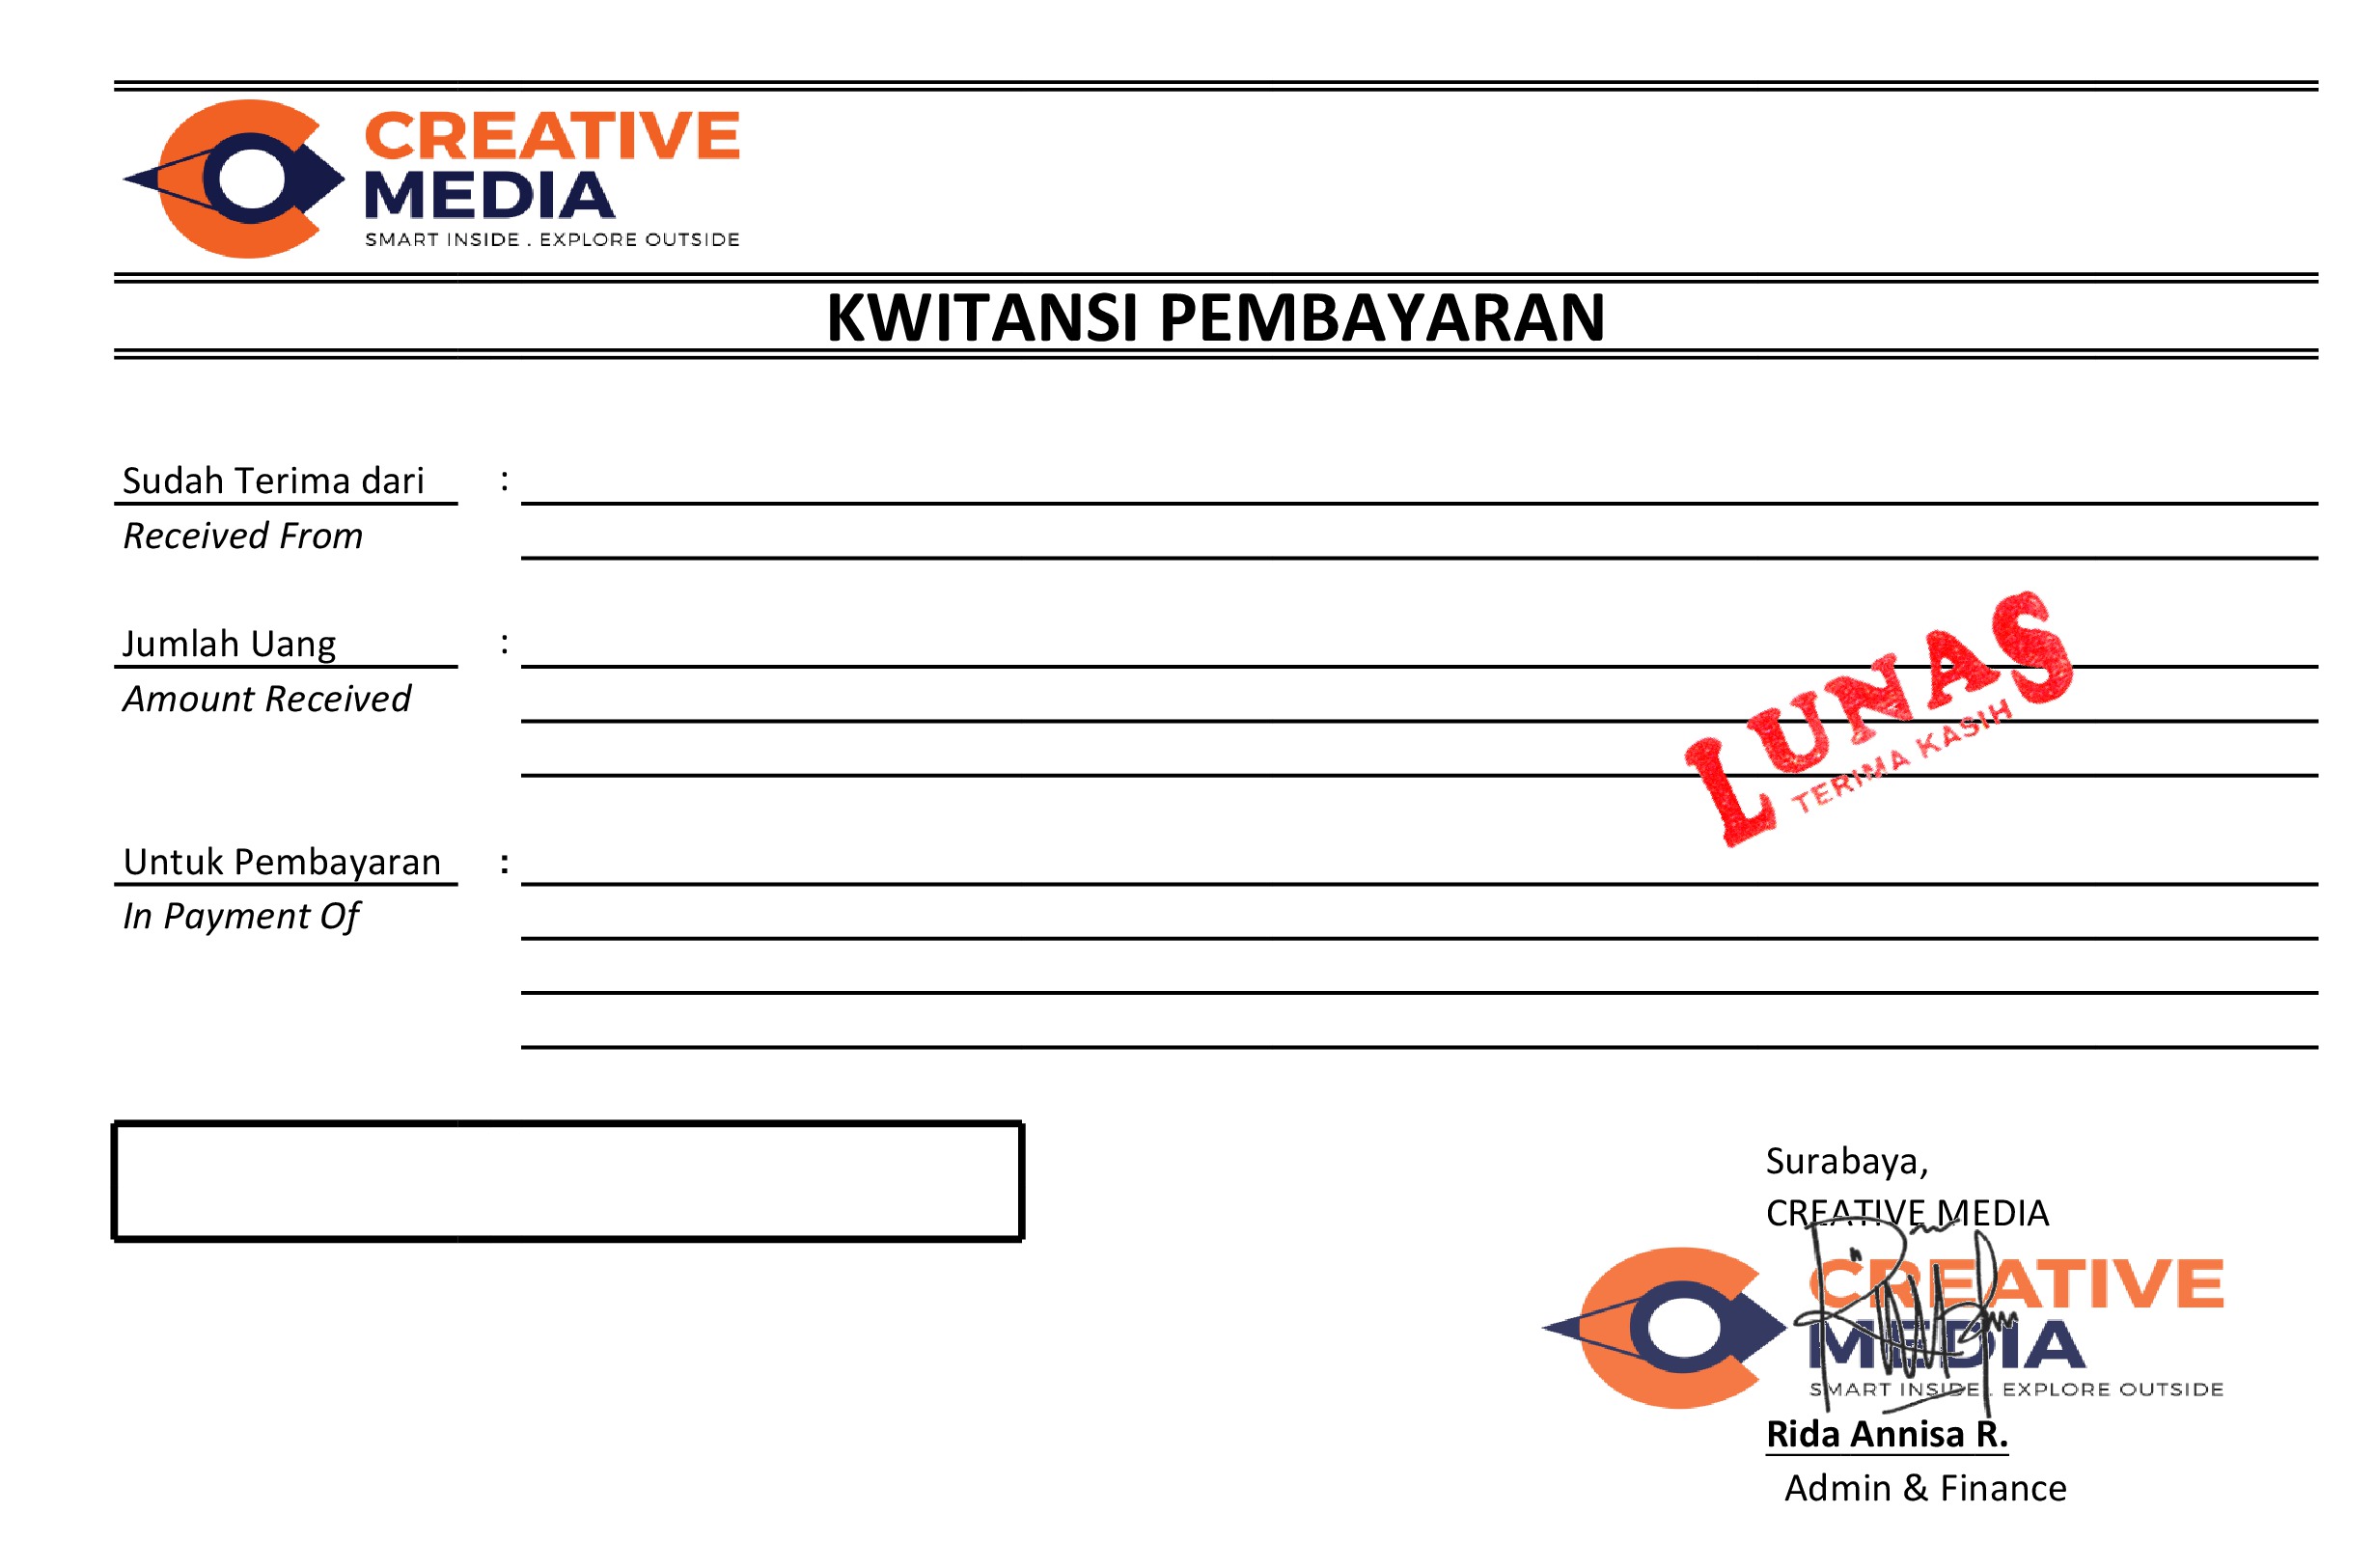 CREATIVE
MEDIA
SMART INSIDE . EXPLORE OUTSIDE
KWITANSI PEMBAYARAN
Sudah Terima dari :
Received From
Jumlah Uang :
Amount Received
LUNAS
TERIMA KASIH
Untuk Pembayaran :
In Payment Of
Surabaya,
CREATIVE MEDIA
CREATIVE
MEDIA
SMART INSIDE . EXPLORE OUTSIDE
Rida Annisa R.
Admin & Finance